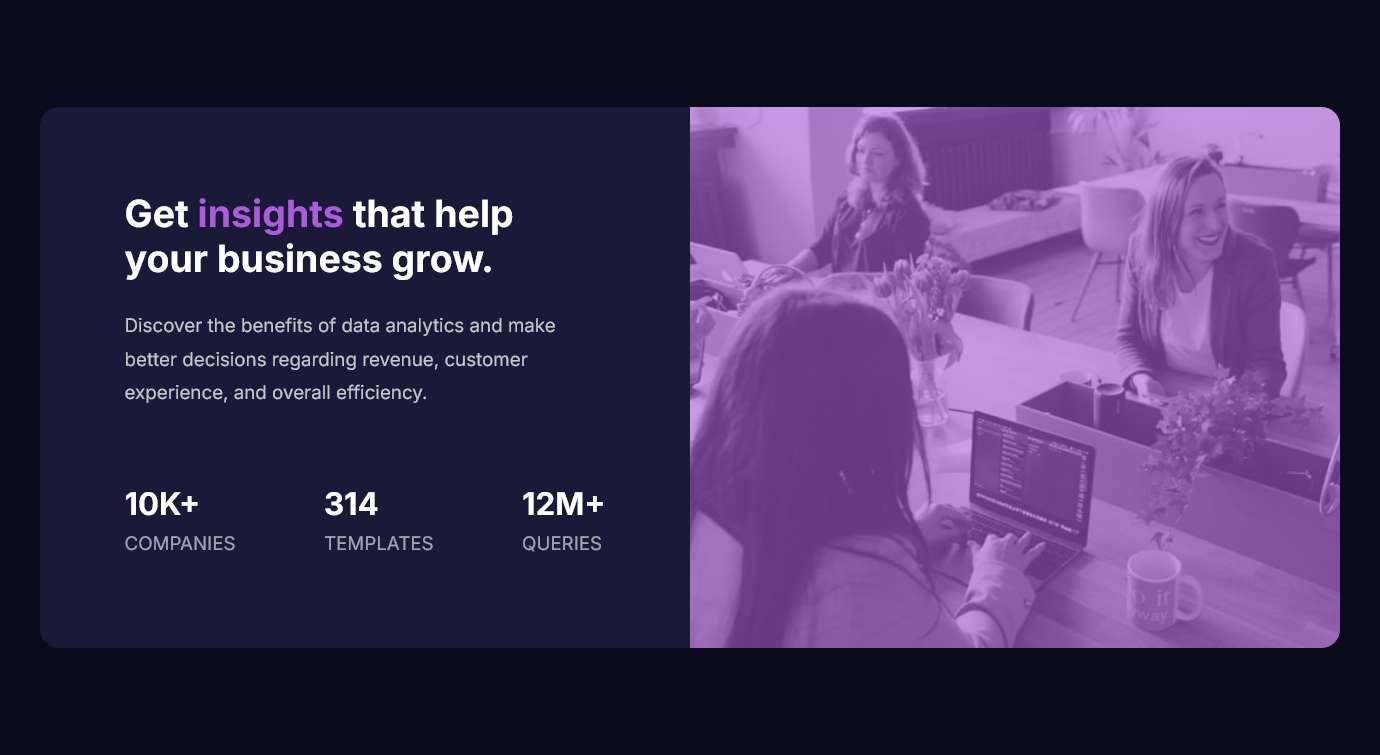 Get insights that help
your business grow.
Discover the benefits of data analytics and make
better decisions regarding revenue, customer
experience, and overall efficiency.
10K+ 314 12M+
COMPANIES TEMPLATES QUERIES